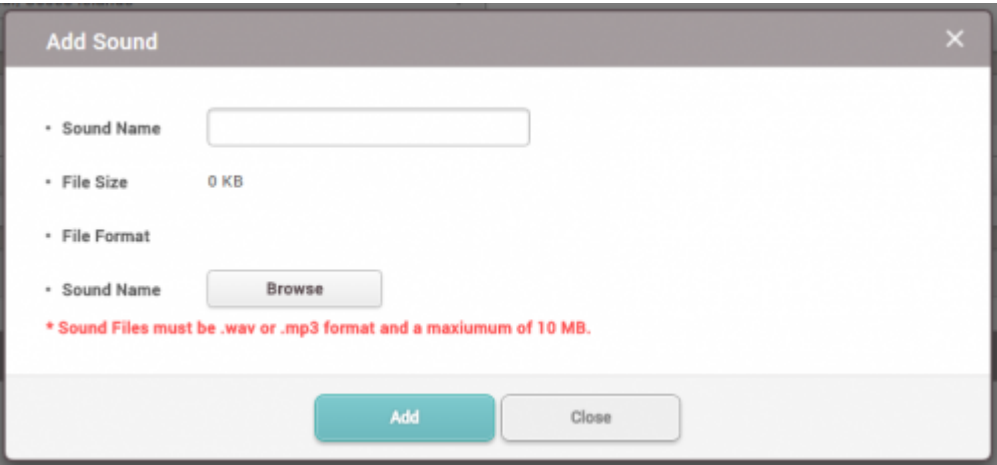 Add Sound
• Sound Name
• File Size 0 KB
• File Format
• Sound Name Browse
* Sound Files must be .wav or .mp3 format and a maxiumum of 10 MB.
Add Close